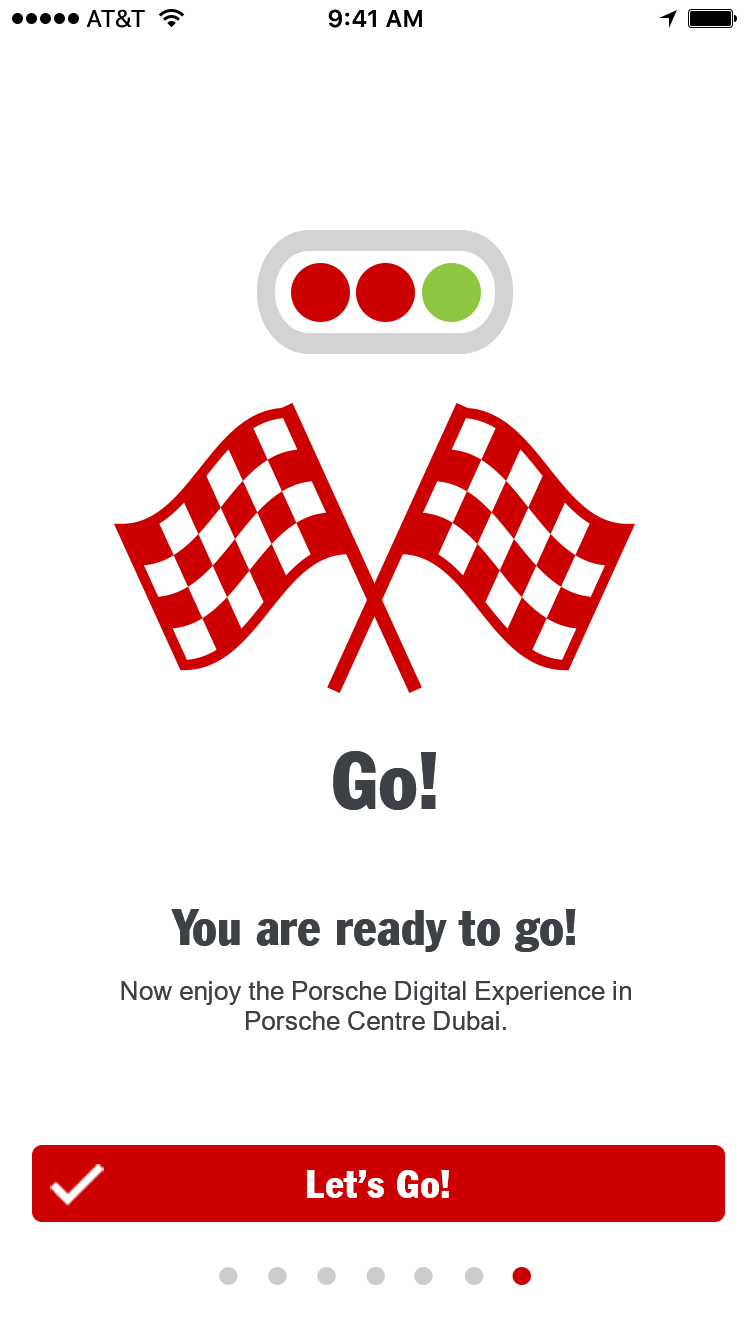 AT&T 9:41 AM
Go!
You are ready to go!
Now enjoy the Porsche Digital Experience in
Porsche Centre Dubai.
Let’s Go!